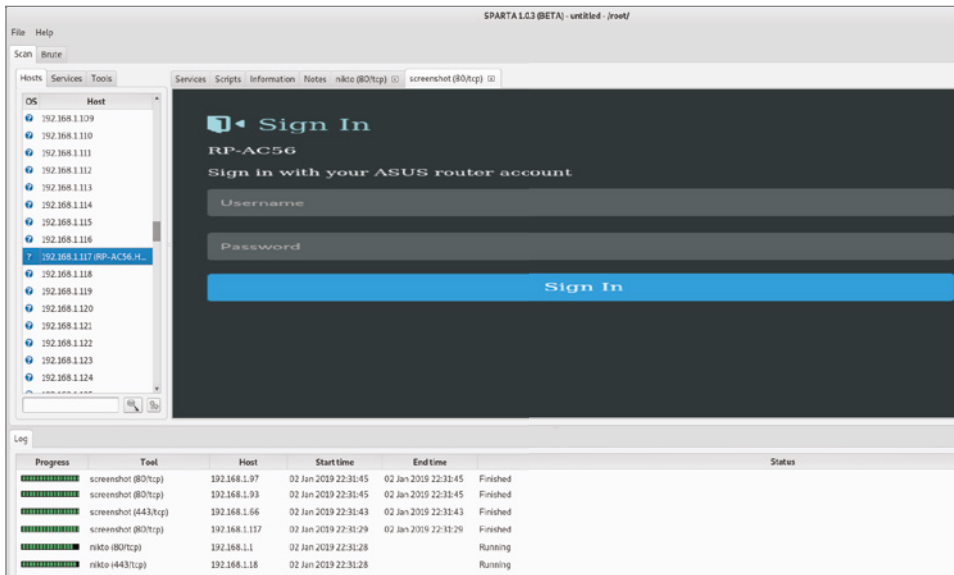 SPARTA 1.0.3 (BETA) - untitled - /root/
File Help
Scan Brute
Hosts Services Tools
Services Scripts Information Notes nikto (80/tcp) screenshot (80/tcp)
OS Host
192.168.1.109
192.168.1.110
192.168.1.111
192.168.1.112
192.168.1.113
192.168.1.114
192.168.1.115
192.168.1.116
192.168.1.117 (RP-AC56.H...
192.168.1.118
192.168.1.119
192.168.1.120
192.168.1.121
192.168.1.122
192.168.1.123
192.168.1.124
Sign In
RP-AC56
Sign in with your ASUS router account
Username
Password
Sign In
Log
Progress Tool Host Start time End time Status
screenshot (80/tcp) 192.168.1.97 02 Jan 2019 22:31:45 02 Jan 2019 22:31:45 Finished
screenshot (80/tcp) 192.168.1.93 02 Jan 2019 22:31:45 02 Jan 2019 22:31:45 Finished
screenshot (443/tcp) 192.168.1.66 02 Jan 2019 22:31:43 02 Jan 2019 22:31:43 Finished
screenshot (80/tcp) 192.168.1.117 02 Jan 2019 22:31:29 02 Jan 2019 22:31:29 Finished
nikto (80/tcp) 192.168.1.1 02 Jan 2019 22:31:28 Running
nikto (443/tcp) 192.168.1.18 02 Jan 2019 22:31:28 Running